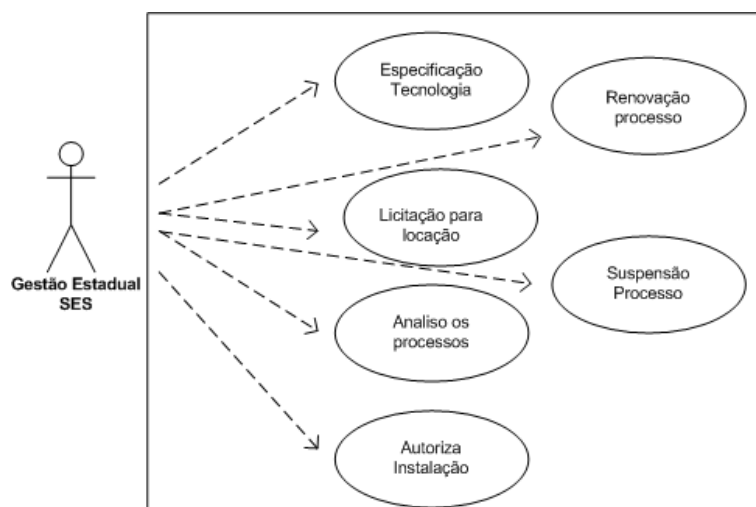 Especificação
Tecnologia
Renovação
processo
Licitação para
locação
Gestão Estadual
SES
Suspensão
Processo
Analiso os
processos
Autoriza
Instalação